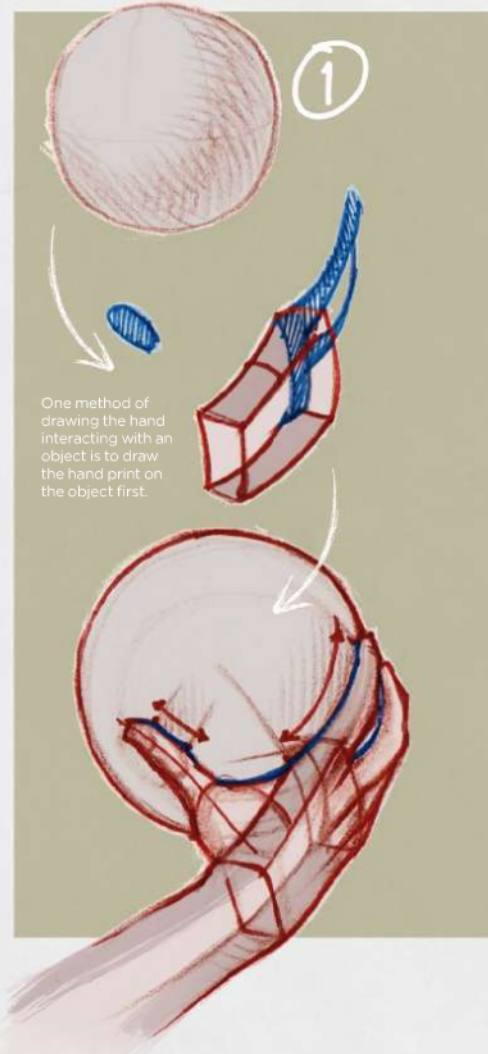 1
One method of
drawing the hand
interacting with an
object is to draw
the hand print on
the object first.